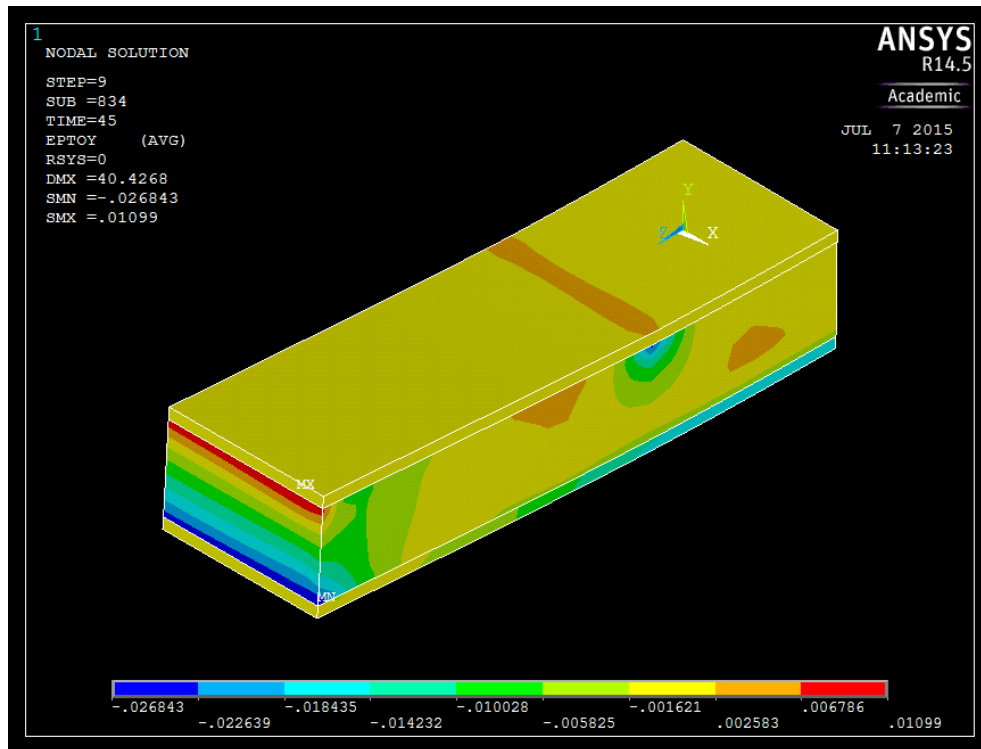 1
NODAL SOLUTION
STEP=9
SUB =834
TIME=45
EPTOY (AVG)
RSYS=0
DMX =40.4268
SMN =-.026843
SMX =.01099
ANSYS
R14.5
Academic
JUL 7 2015
11:13:23
Y
Z X
MX
MN
-.026843 -.018435 -.010028 -.001621 .006786
-.022639 -.014232 -.005825 .002583 .01099